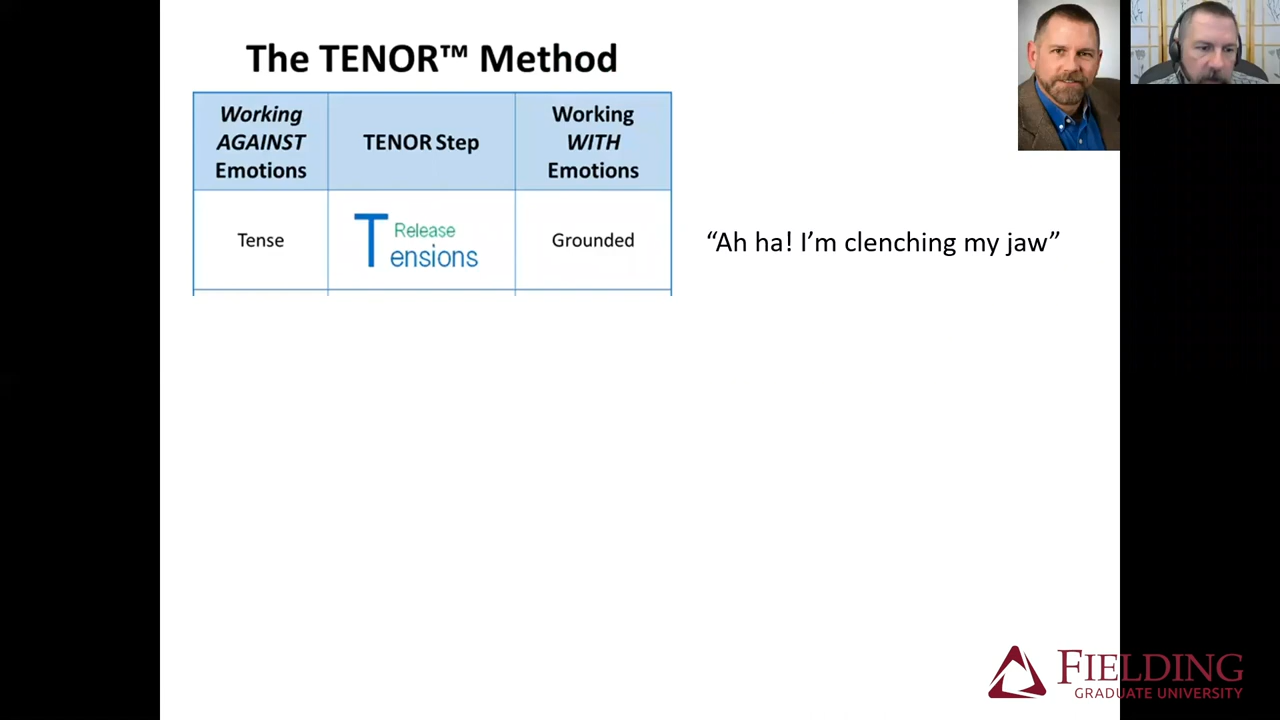 The TENOR™ Method
Working
AGAINST
Emotions
TENOR Step
Working
WITH
Emotions
Tense
Release
Tensions
Grounded
“Ah ha! I’m clenching my jaw”
FIELDING
GRADUATE UNIVERSITY